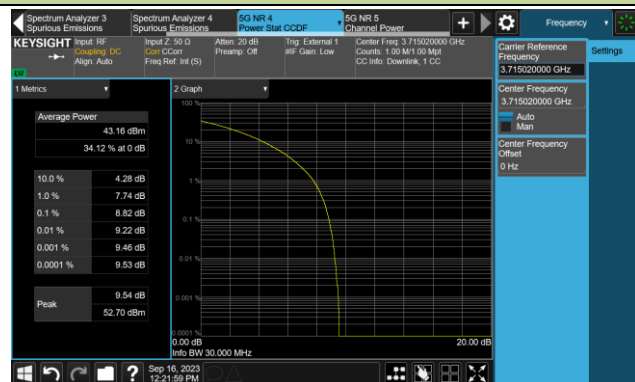 Spectrum Analyzer 3
Spurious Emissions
Spectrum Analyzer 4
Spurious Emissions
5G NR 4
Power Stat CCDF
5G NR 5
Channel Power
+
Frequency
KEYSIGHT
Input: RF
Coupling: DC
Align: Auto
Input Z: 50 Ω
Corr CCorr
Freq Ref: Int (S)
Atten: 20 dB
Preamp: Off
Trig: External 1
#IF Gain: Low
Center Freq: 3.715020000 GHz
Counts: 1.00 M/1.00 Mpt
CC Info: Downlink, 1 CC
Carrier Reference
Frequency
3.715020000 GHz
Settings
Center Frequency
3.715020000 GHz
Auto
Man
Center Frequency
Offset
0 Hz
1 Metrics
Average Power
43.16 dBm
34.12 % at 0 dB
10.0 % 4.28 dB
1.0 % 7.74 dB
0.1 % 8.82 dB
0.01 % 9.22 dB
0.001 % 9.46 dB
0.0001 % 9.53 dB
Peak
9.54 dB
52.70 dBm
2 Graph
100 %
10 %
1 %
0.1 %
0.01 %
0.001 %
0.0001 %
0.00 dB 20.00 dB
Info BW 30.000 MHz
?
Sep 16, 2023
12:21:59 PM